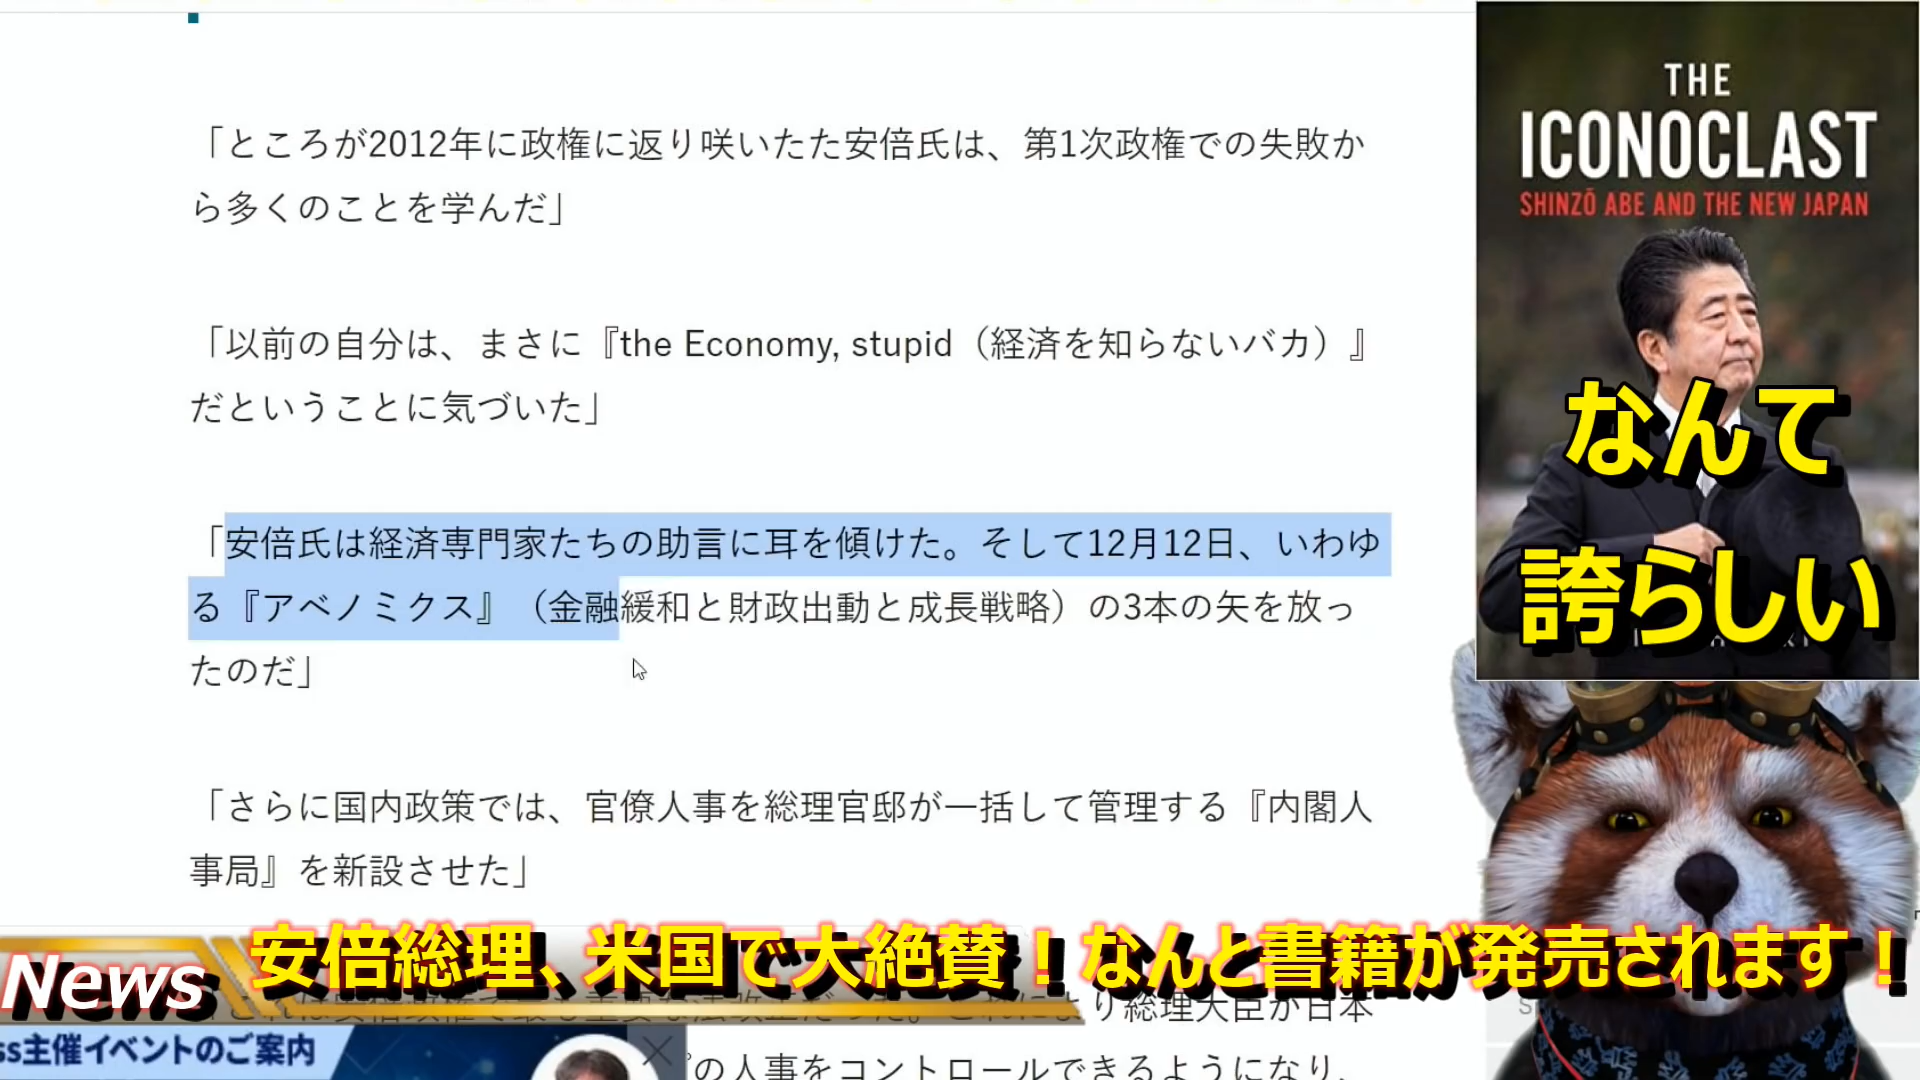 「ところが2012年に政権に返り咲いたた安倍氏は、第1次政権での失敗か
ら多くのことを学んだ」
「以前の自分は、まさに『the Economy, stupid（経済を知らないバカ）』
だということに気づいた」
「安倍氏は経済専門家たちの助言に耳を傾けた。そして12月12日、いわゆ
る『アベノミクス』（金融緩和と財政出動と成長戦略）の3本の矢を放っ
たのだ」
「さらに国内政策では、官僚人事を総理官邸が一括して管理する『内閣人
事局』を新設させた」
り総理大臣が日本
の人事をコントロールできるようになり、
THE
ICONOCLAST
SHINZŌ ABE AND THE NEW JAPAN
なんて
誇らしい
News
安倍総理、米国で大絶賛！なんと書籍が発売されます！
ss主催イベントのご案内